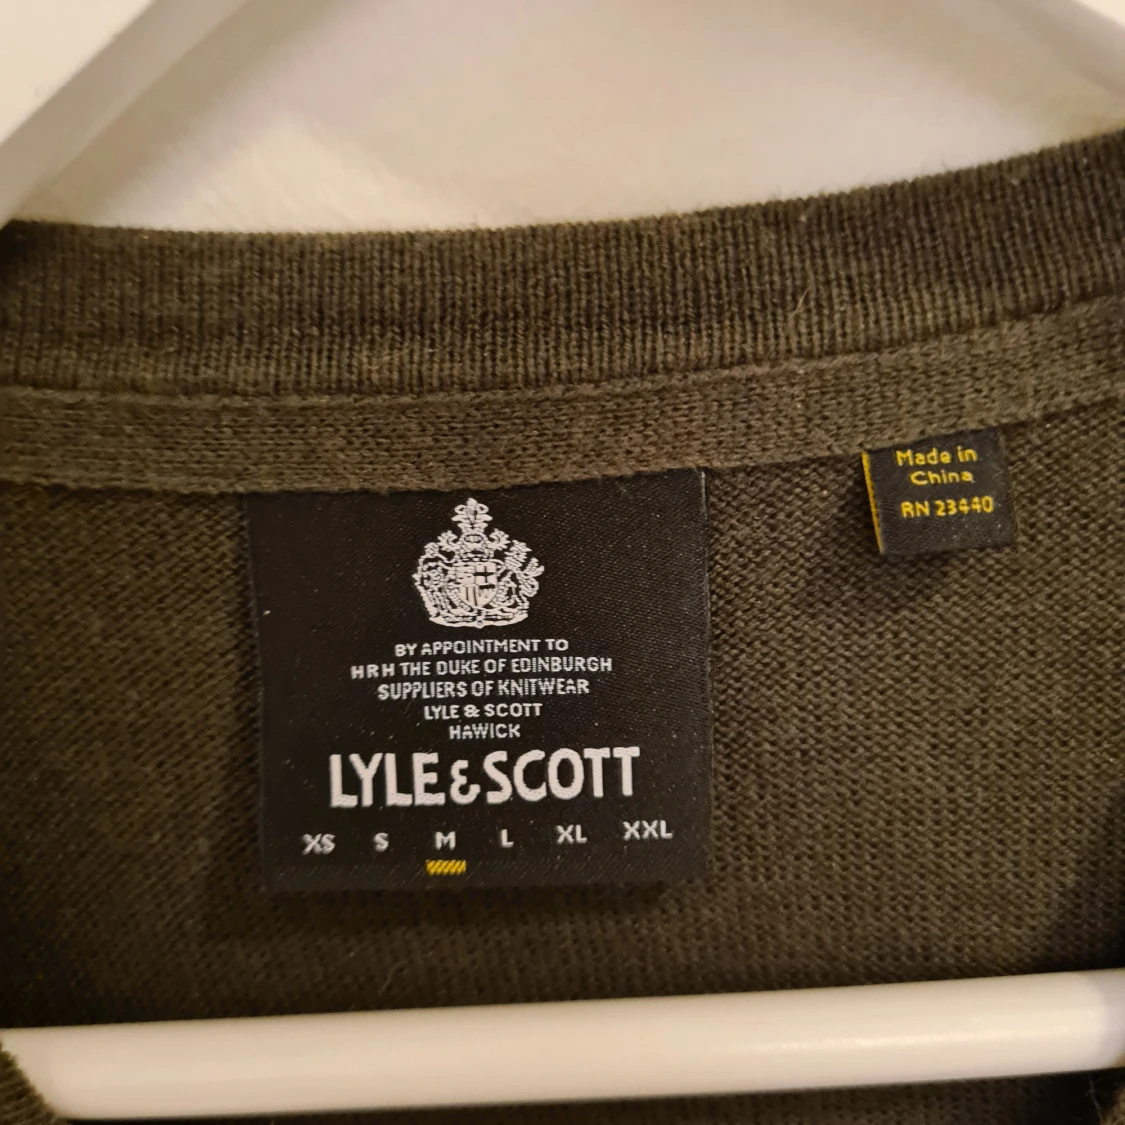 BY APPOINTMENT TO
HRH THE DUKE OF EDINBURGH
SUPPLIERS OF KNITWEAR
LYLE & SCOTT
HAWICK
LYLE & SCOTT
XS S M L XL XXL
Made in
China
RN 23440